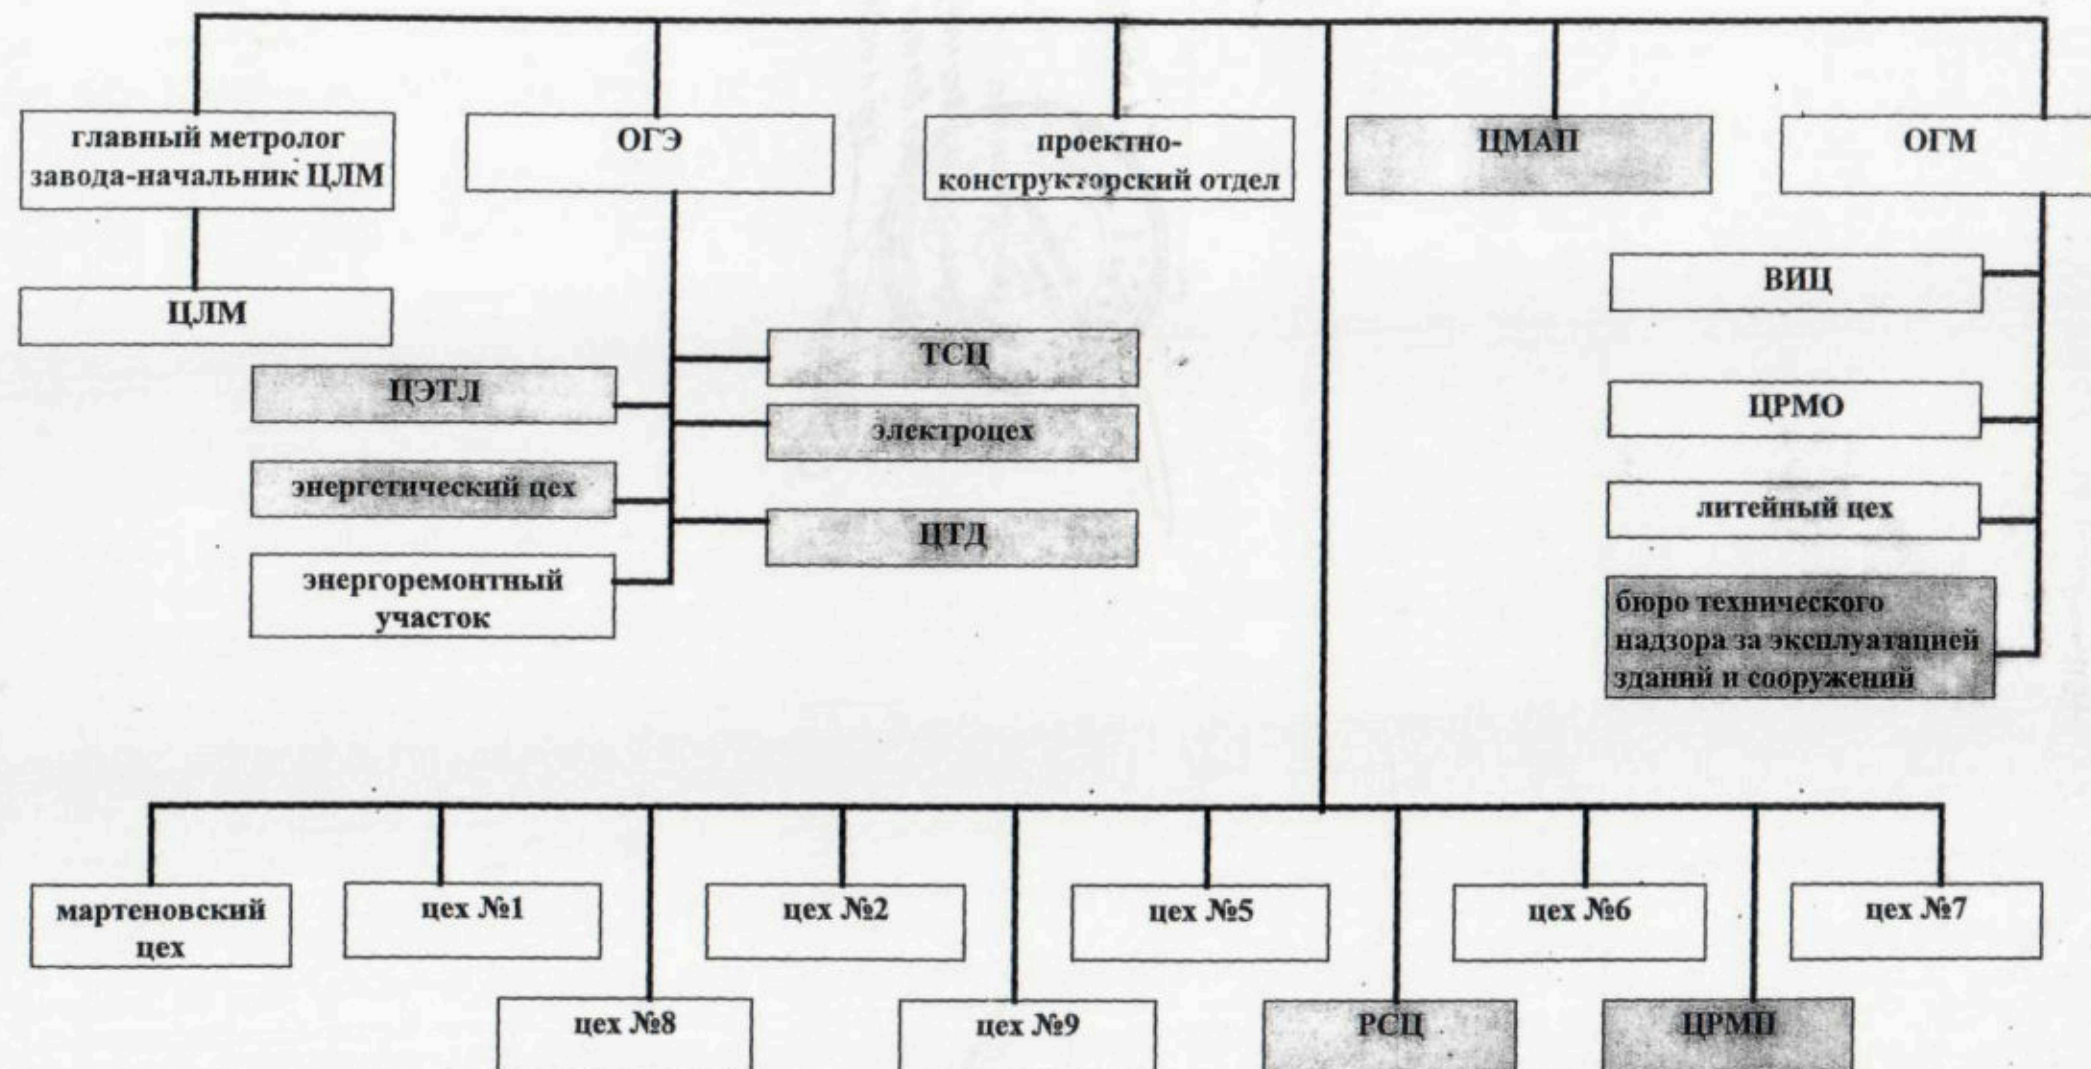 главный метролог
завода-начальник ЦЛМ
ОГЭ
проектно-
конструкторский отдел
ЦМАП
ОГМ
ЦЛМ
ВИЦ
ТСЦ
ЦЭТЛ
электроцех
ЦРМО
энергетический цех
ЦТД
литейный цех
энергоремонтный
участок
бюро технического
надзора за эксплуатацией
зданий и сооружений
мартеновский
цех
цех №1
цех №2
цех №5
цех №6
цех №7
цех №8
цех №9
РСЦ
ЦРМП